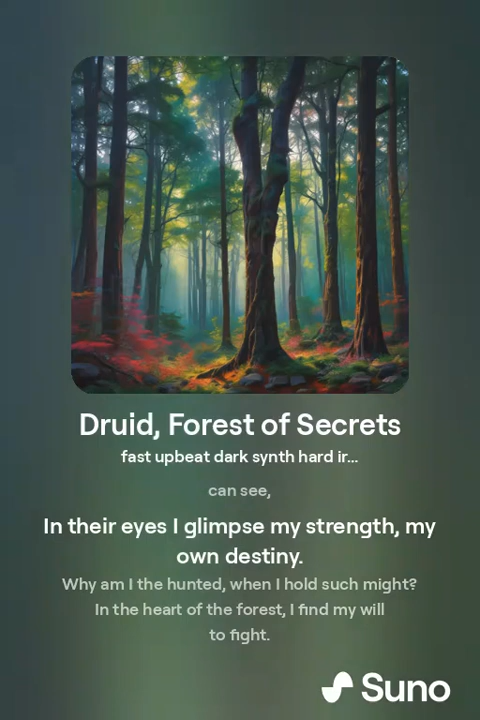 Druid, Forest of Secrets
fast upbeat dark synth hard ir...
can see,
In their eyes I glimpse my strength, my
own destiny.
Why am I the hunted, when I hold such might?
In the heart of the forest, I find my will
to fight.
Suno